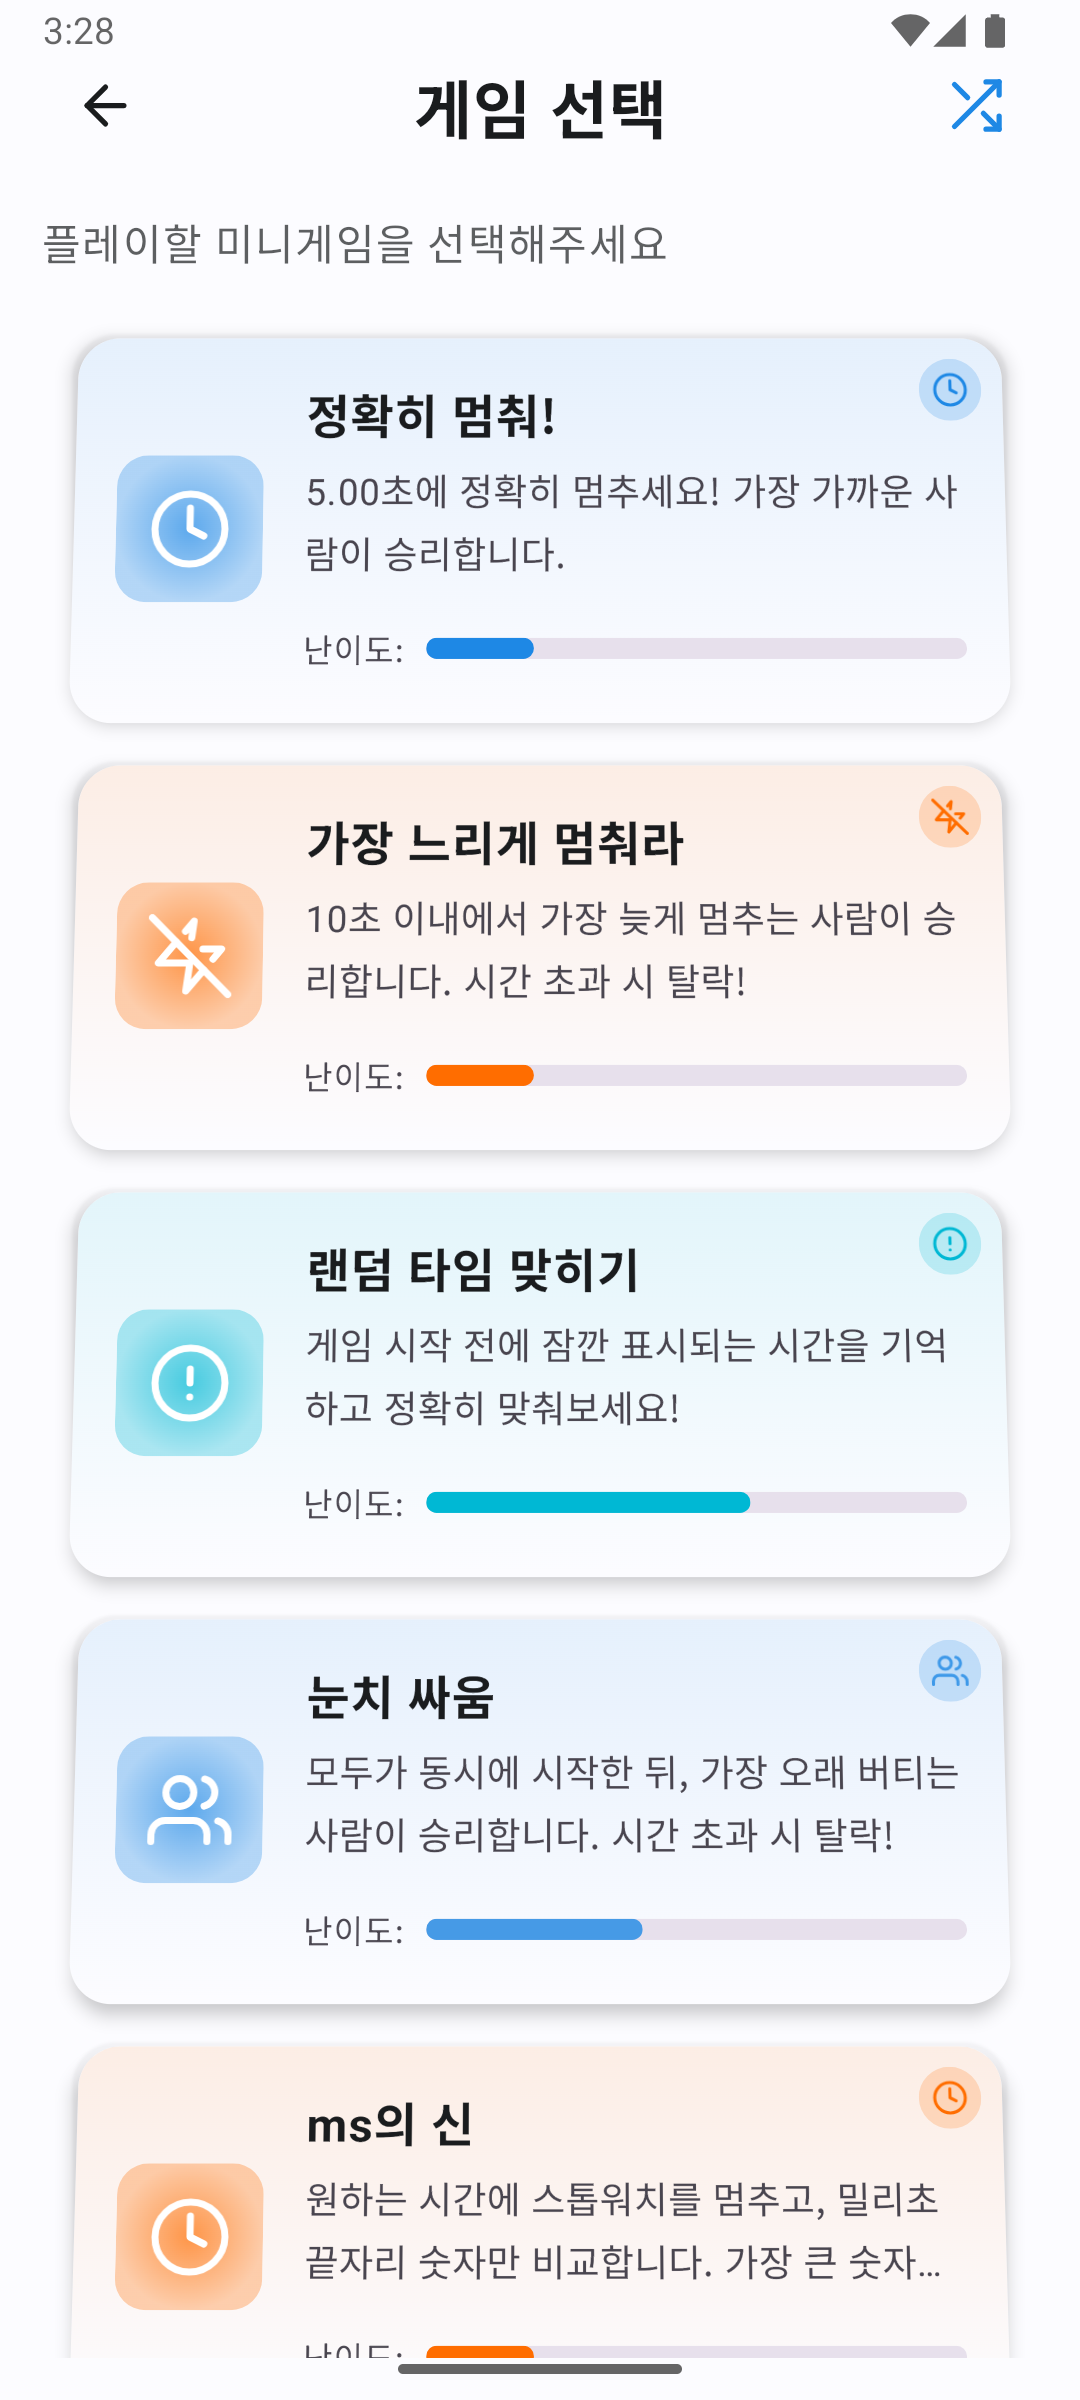 3:28
게임 선택
플레이할 미니게임을 선택해주세요
정확히 멈춰!
5.00초에 정확히 멈추세요! 가장 가까운 사
람이 승리합니다.
난이도:
가장 느리게 멈춰라
10초 이내에서 가장 늦게 멈추는 사람이 승
리합니다. 시간 초과 시 탈락!
난이도:
랜덤 타임 맞히기
게임 시작 전에 잠깐 표시되는 시간을 기억
하고 정확히 맞춰보세요!
난이도:
눈치 싸움
모두가 동시에 시작한 뒤, 가장 오래 버티는
사람이 승리합니다. 시간 초과 시 탈락!
난이도:
ms의 신
원하는 시간에 스톱워치를 멈추고, 밀리초
끝자리 숫자만 비교합니다. 가장 큰 숫자...
난이도: